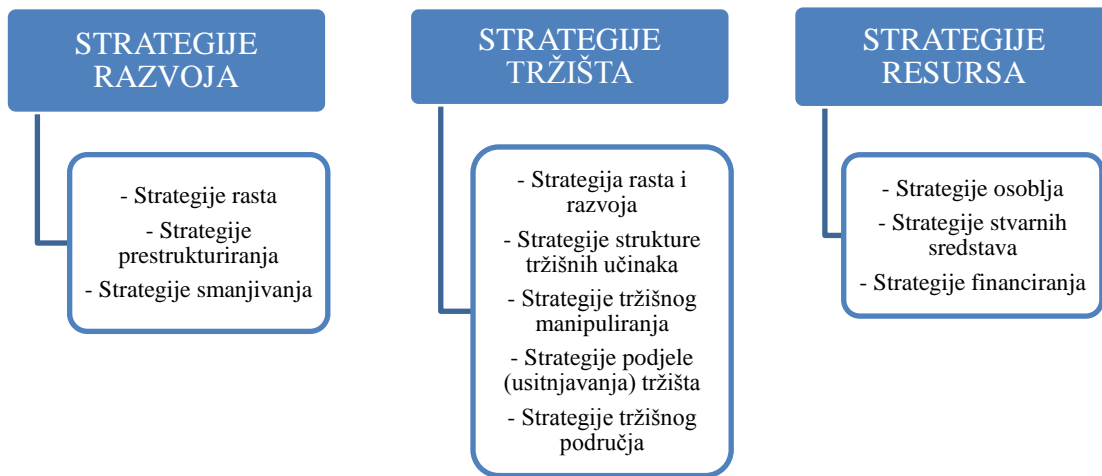 STRATEGIJE
RAZVOJA
- Strategije rasta
- Strategije
prestrukturiranja
- Strategije smanjivanja
STRATEGIJE
TRŽIŠTA
- Strategija rasta i
razvoja
- Strategije strukture
tržišnih učinaka
- Strategije tržišnog
manipuliranja
- Strategije podjele
(usitnjavanja) tržišta
- Strategije tržišnog
područja
STRATEGIJE
RESURSA
- Strategije osoblja
- Strategije stvarnih
sredstava
- Strategije financiranja